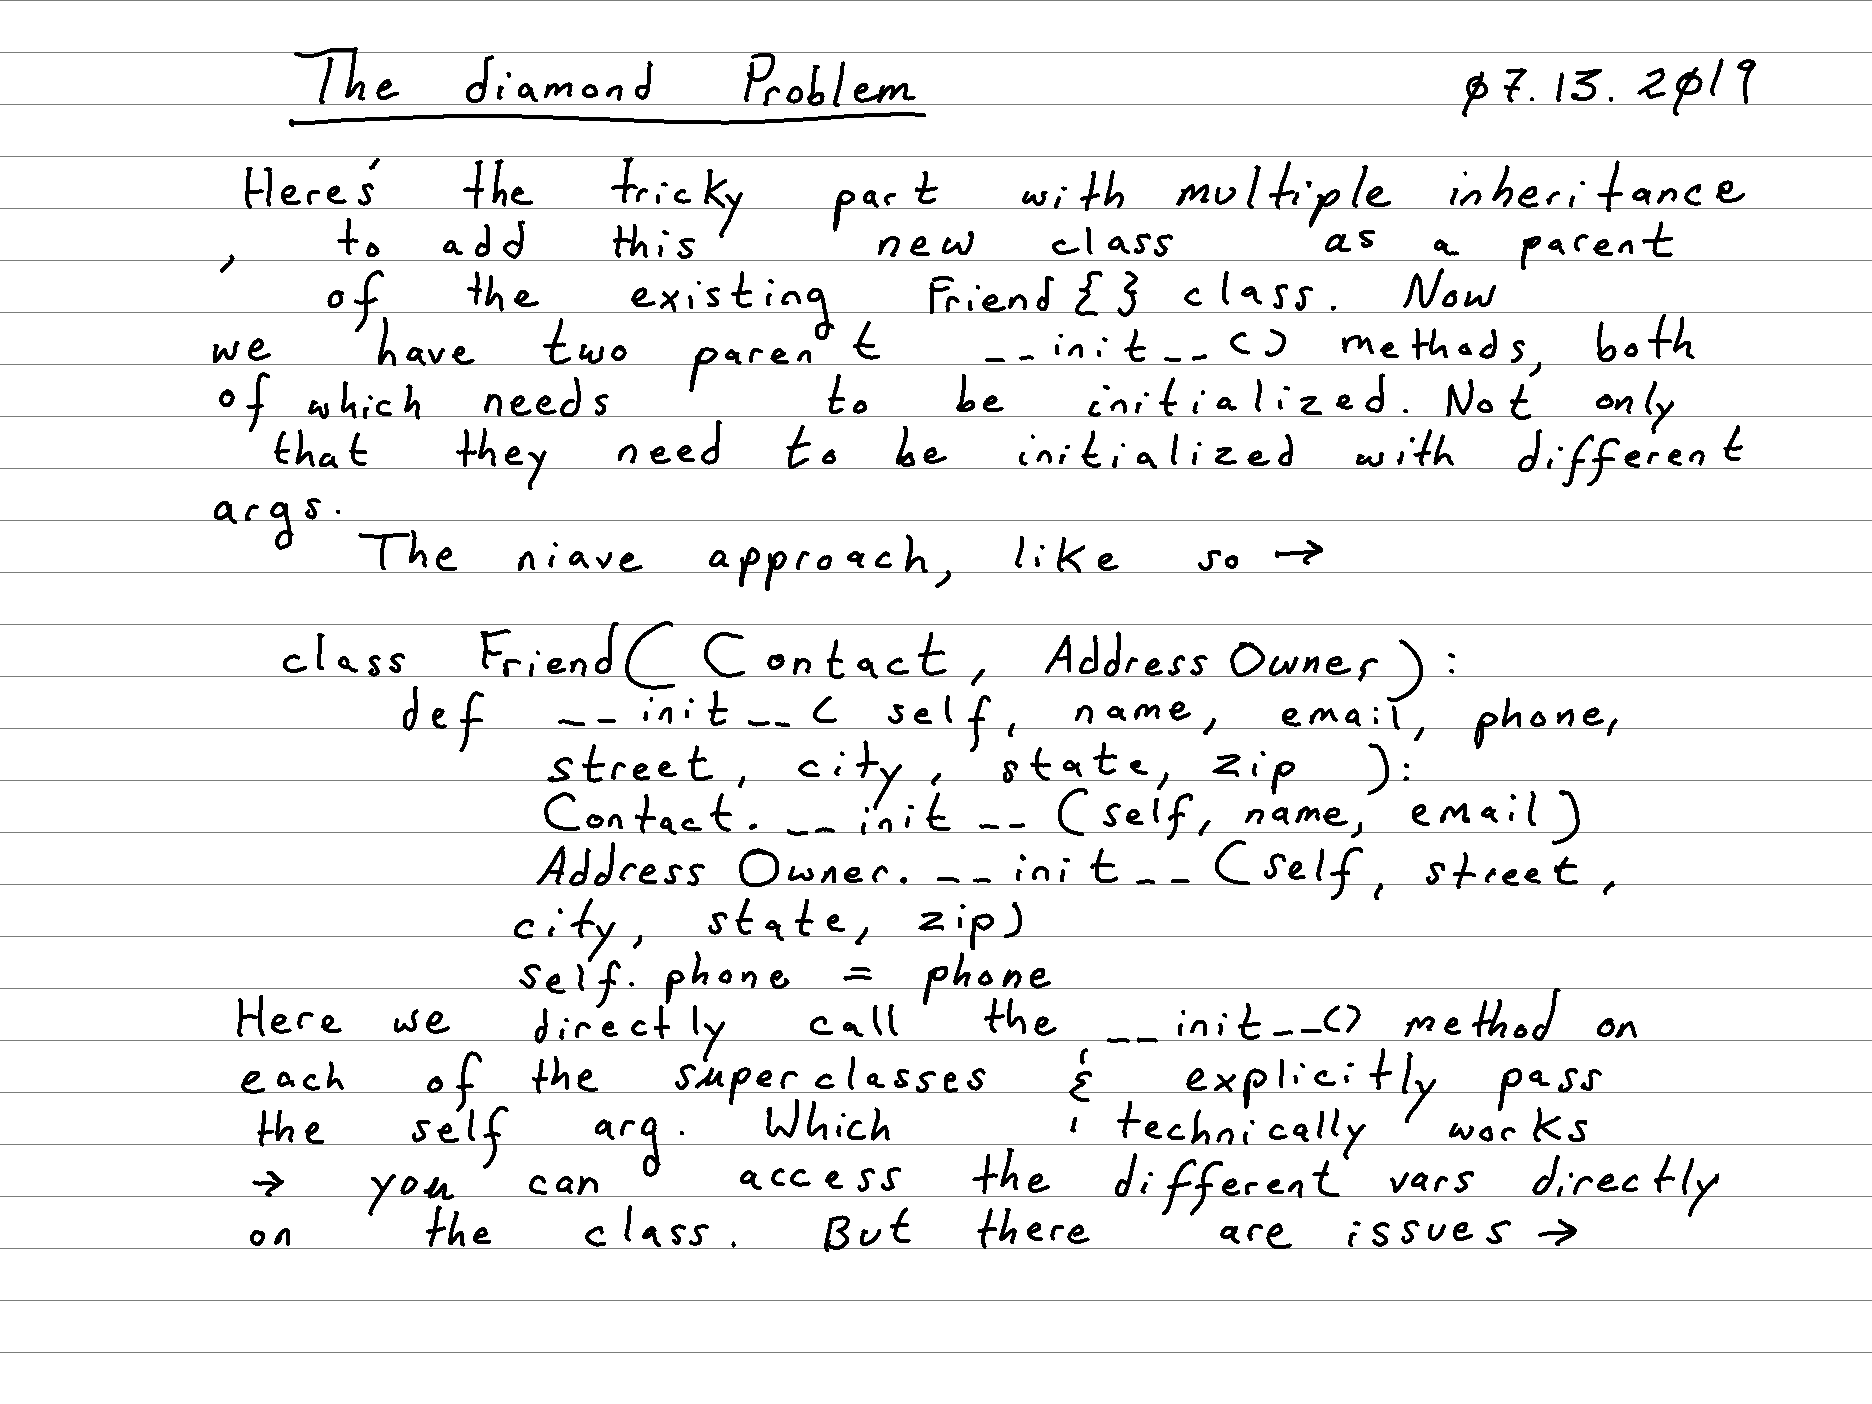 The diamond Problem 07.13.2019
Here's the tricky part with multiple inheritance
, to add this new class as a parent
of the existing Friend{} class. Now
we have two parent __init__() methods, both
of which needs to be initialized. Not only
that they need to be initialized with different
args.
The niave approach, like so →
class Friend(Contact, AddressOwner):
def __init__( self, name, email, phone,
street, city, state, zip ):
Contact.__init__(self, name, email)
AddressOwner.__init__(self, street,
city, state, zip)
self.phone = phone
Here we directly call the __init__() method on
each of the superclasses & explicitly pass
the self arg. Which technically works
→ you can access the different vars directly
on the class. But there are issues →